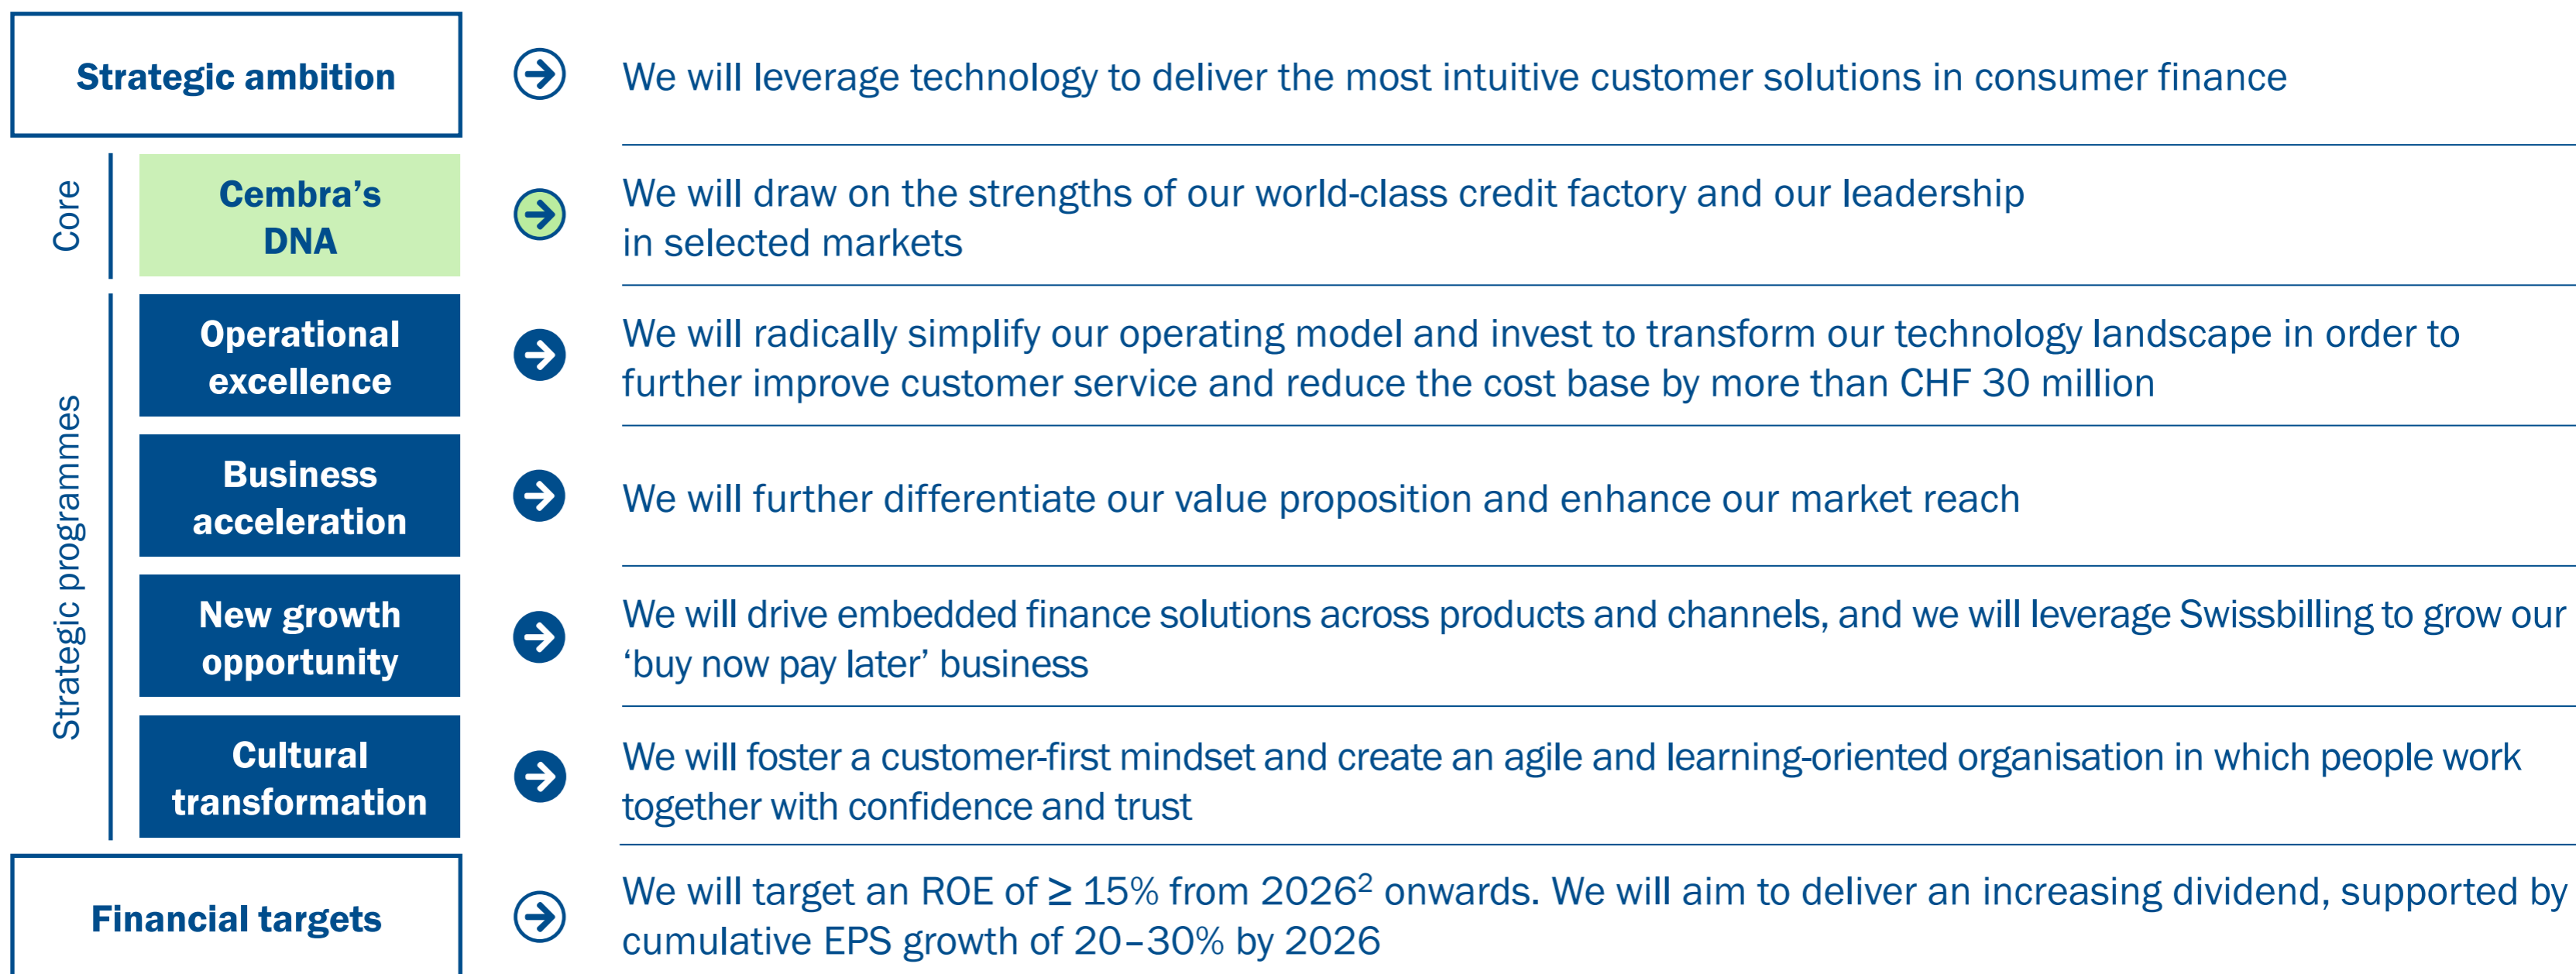 Strategic ambition
We will leverage technology to deliver the most intuitive customer solutions in consumer finance
Core
Cembra’s
DNA
We will draw on the strengths of our world-class credit factory and our leadership
in selected markets
Strategic programmes
Operational
excellence
We will radically simplify our operating model and invest to transform our technology landscape in order to
further improve customer service and reduce the cost base by more than CHF 30 million
Business
acceleration
We will further differentiate our value proposition and enhance our market reach
New growth
opportunity
We will drive embedded finance solutions across products and channels, and we will leverage Swissbilling to grow our
‘buy now pay later’ business
Cultural
transformation
We will foster a customer-first mindset and create an agile and learning-oriented organisation in which people work
together with confidence and trust
Financial targets
We will target an ROE of ≥ 15% from 2026² onwards. We will aim to deliver an increasing dividend, supported by
cumulative EPS growth of 20–30% by 2026